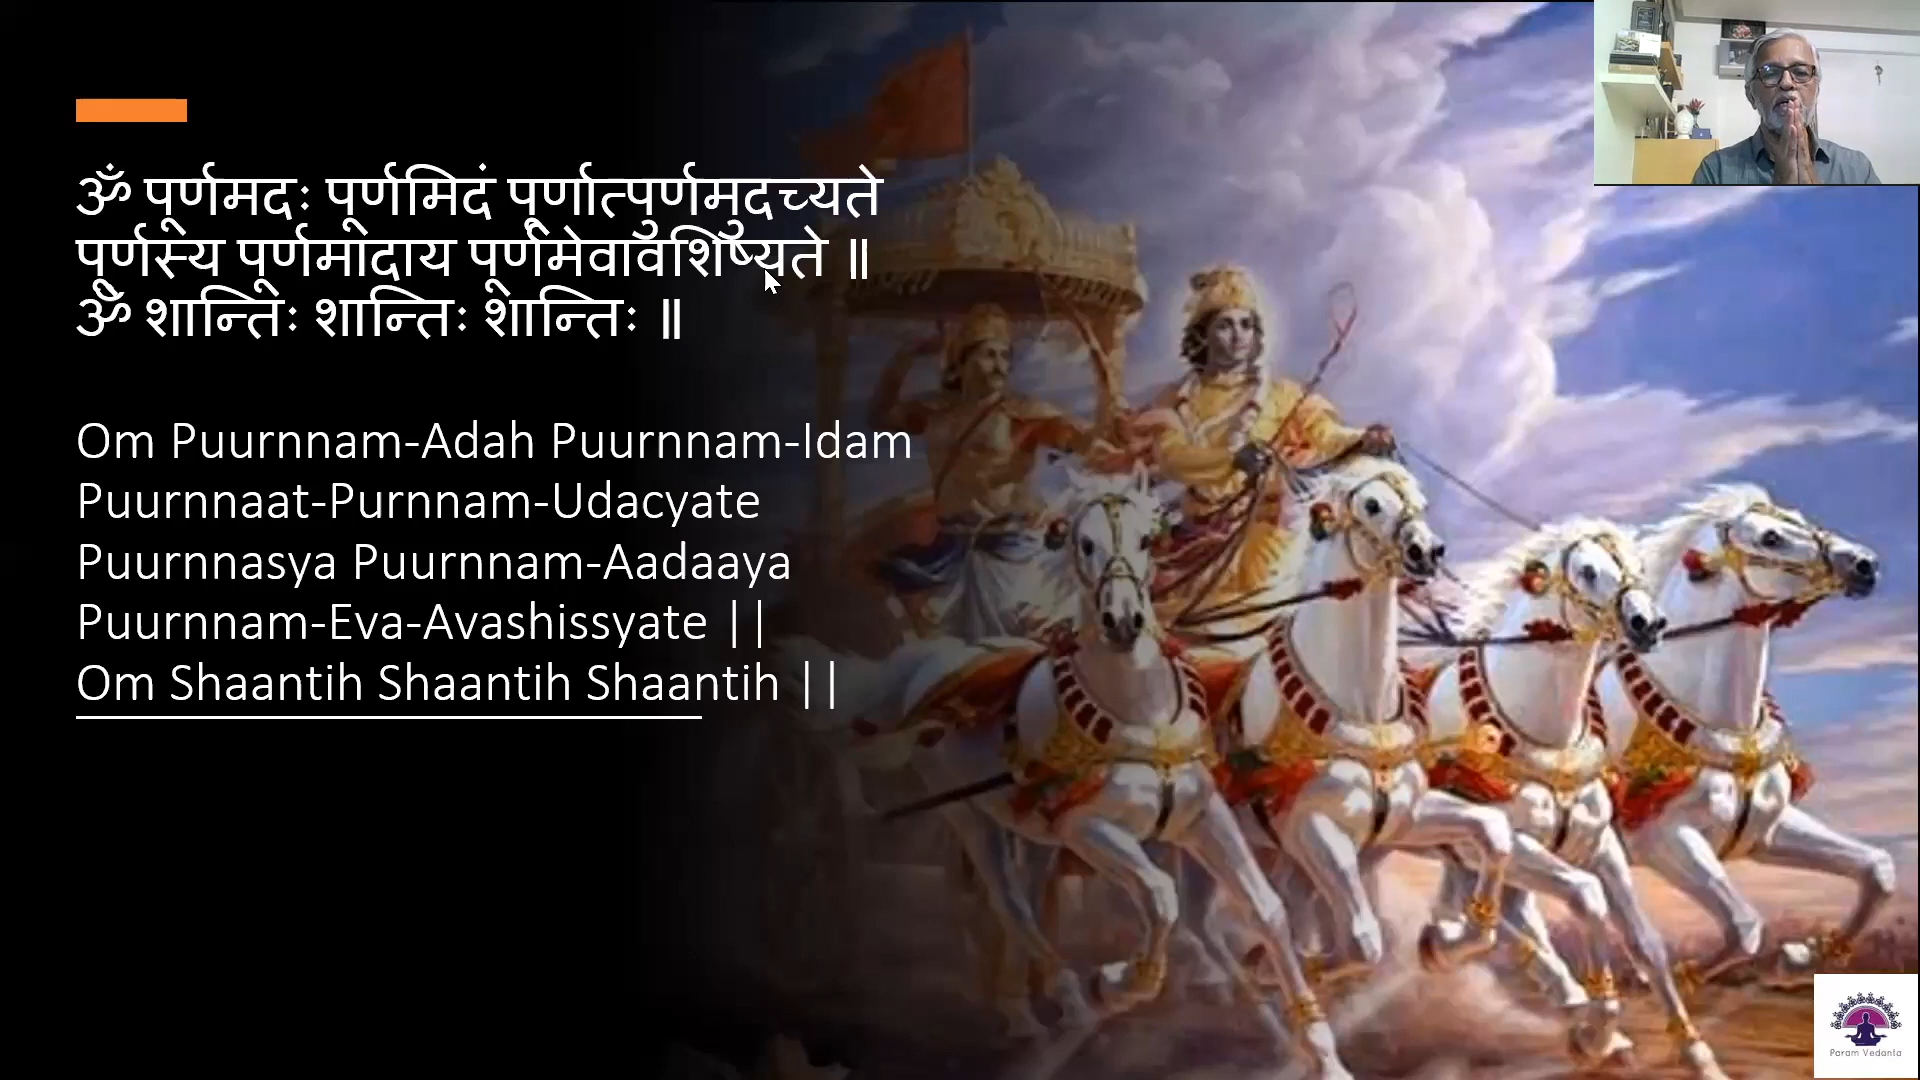 ॐ पूर्णमदः पूर्णमिदं पूर्णात्पुर्णमुदच्यते
पूर्णस्य पूर्णमादाय पूर्णमेवावशिष्यते ॥
ॐ शान्तिः शान्तिः शान्तिः ॥
Om Puurnnam-Adah Puurnnam-Idam
Puurnnaat-Purnnam-Udacyate
Puurnnasya Puurnnam-Aadaaya
Puurnnam-Eva-Avashissyate ||
Om Shaantih Shaantih Shaantih ||
Param Vedanta